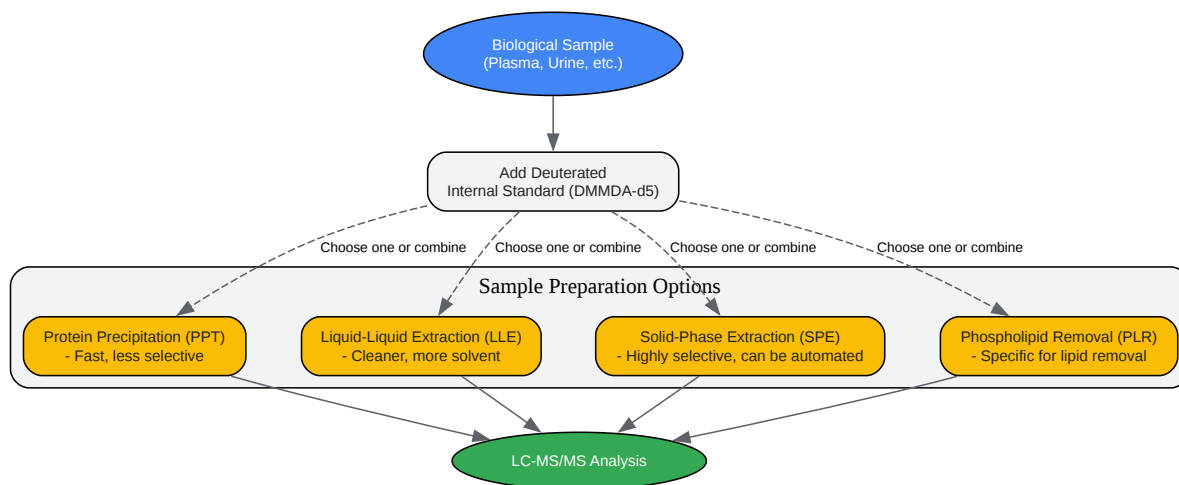 Biological Sample
(Plasma, Urine, etc.)
Add Deuterated
Internal Standard (DMMDA-d5)
Choose one or combine
Choose one or combine
Choose one or combine
Choose one or combine
Sample Preparation Options
Protein Precipitation (PPT)
- Fast, less selective
Liquid-Liquid Extraction (LLE)
- Cleaner, more solvent
Solid-Phase Extraction (SPE)
- Highly selective, can be automated
Phospholipid Removal (PLR)
- Specific for lipid removal
LC-MS/MS Analysis